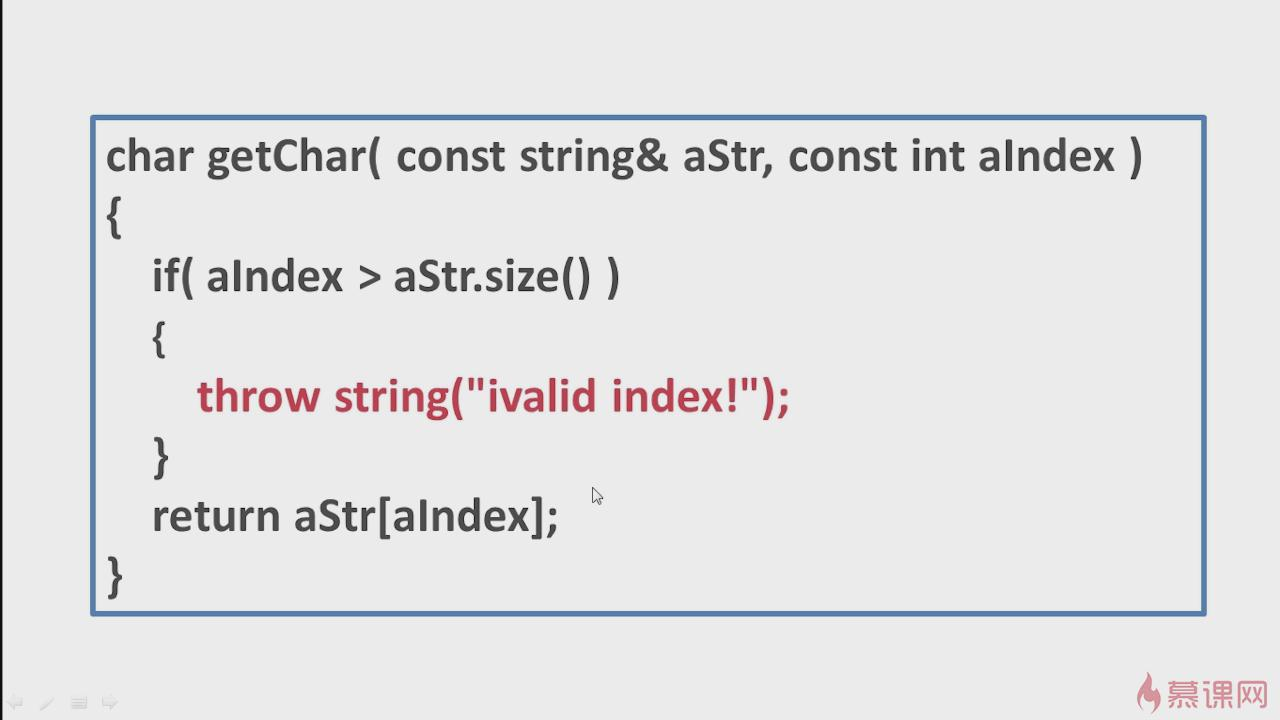 char getChar( const string& aStr, const int aIndex )
{
if( aIndex > aStr.size() )
{
throw string("ivalid index!");
}
return aStr[aIndex];
}
慕课网